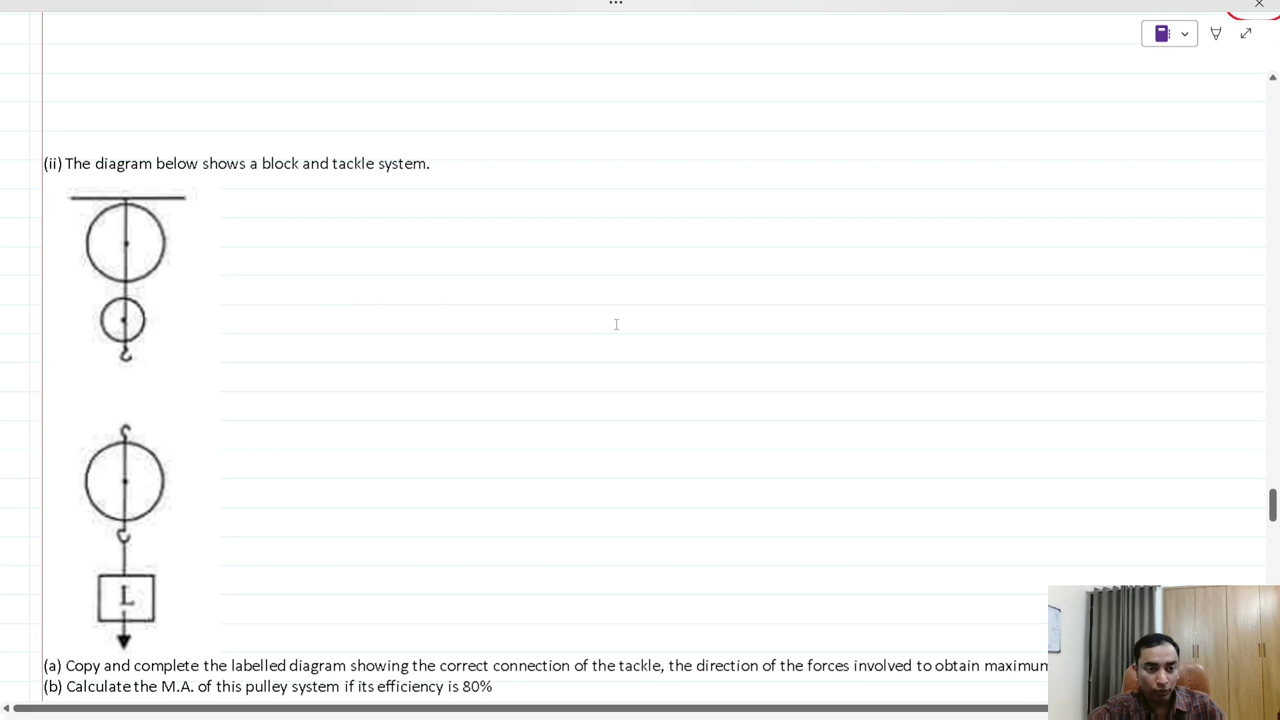 (ii) The diagram below shows a block and tackle system.
L
(a) Copy and complete the labelled diagram showing the correct connection of the tackle, the direction of the forces involved to obtain maximum
(b) Calculate the M.A. of this pulley system if its efficiency is 80%